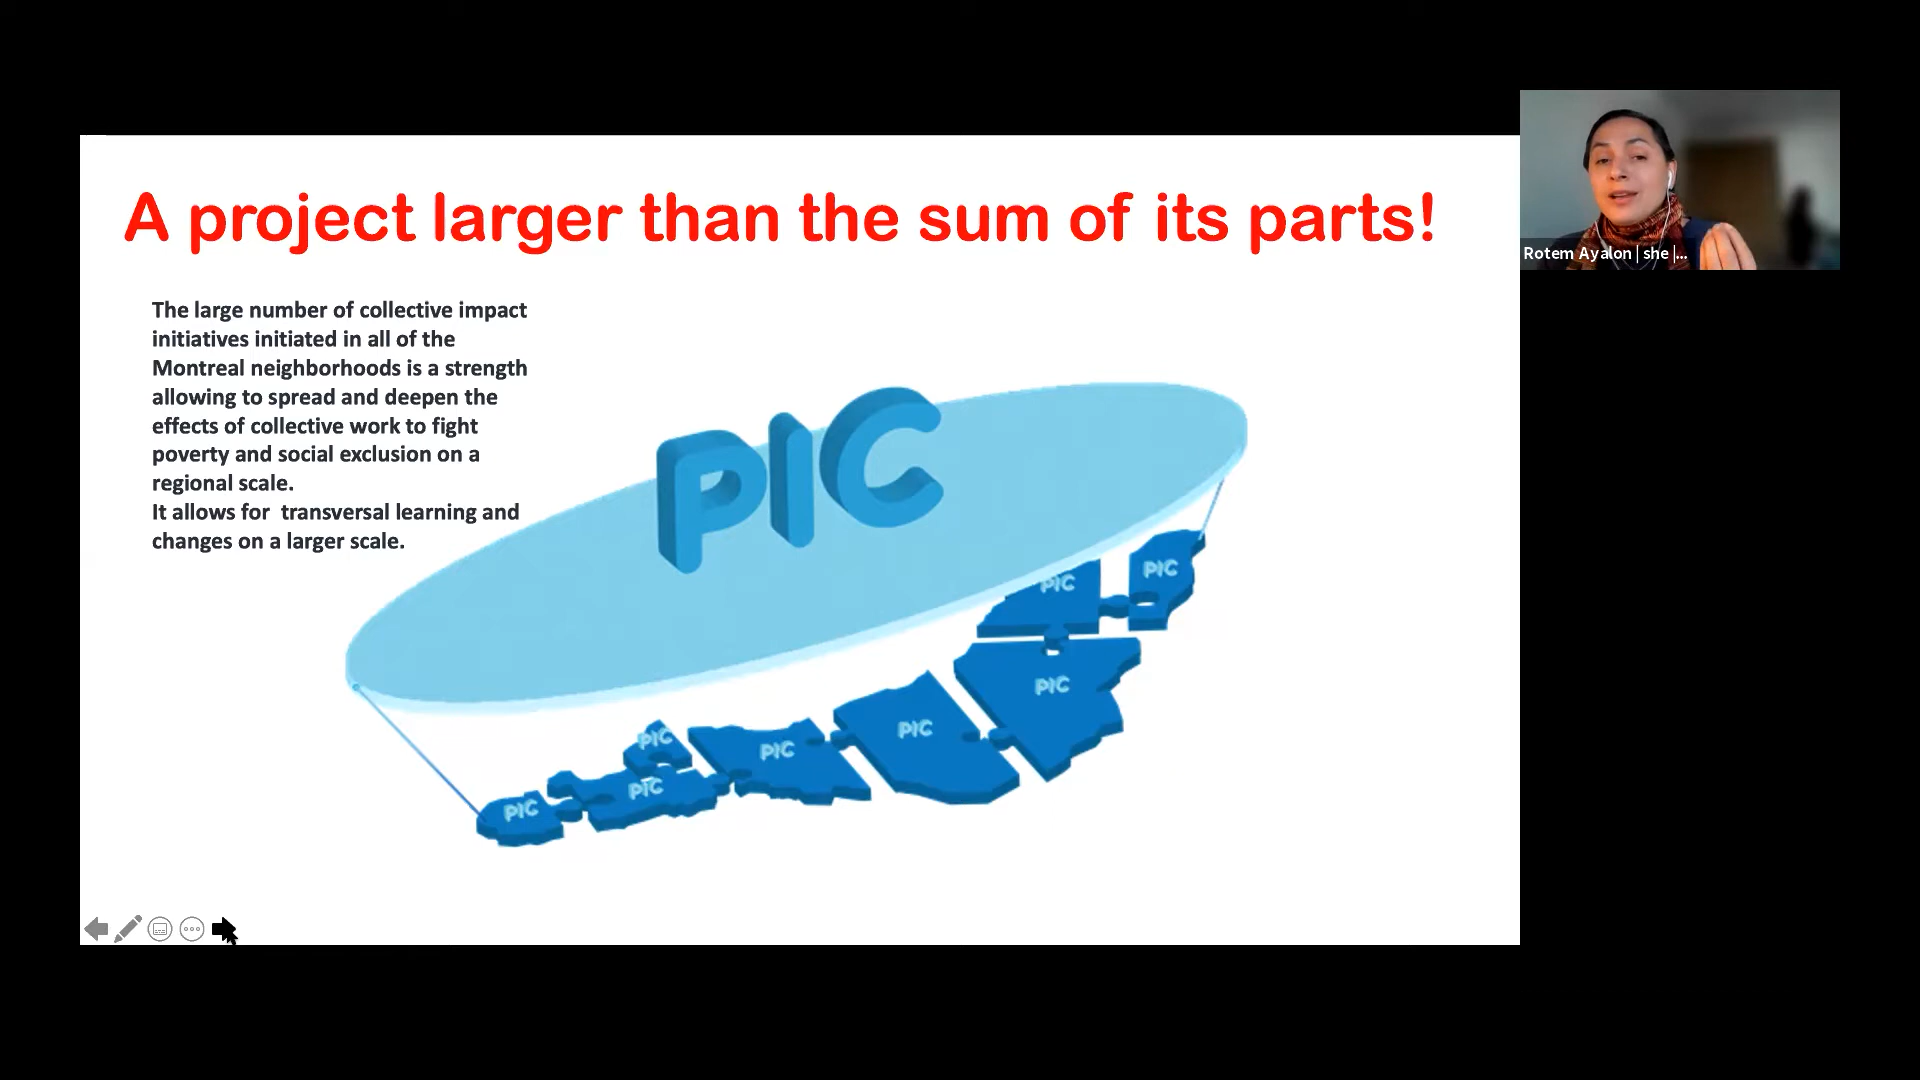 A project larger than the sum of its parts!
Rotem Ayalon | she |...
The large number of collective impact
initiatives initiated in all of the
Montreal neighborhoods is a strength
allowing to spread and deepen the
effects of collective work to fight
poverty and social exclusion on a
regional scale.
It allows for  transversal learning and
changes on a larger scale.
PIC
PIC
PIC
PIC
PIC
PIC
PIC
PIC
PIC